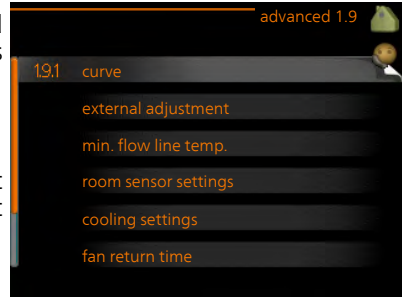 advanced 1.9
1.9.1 curve
external adjustment
min. flow line temp.
room sensor settings
cooling settings
fan return time